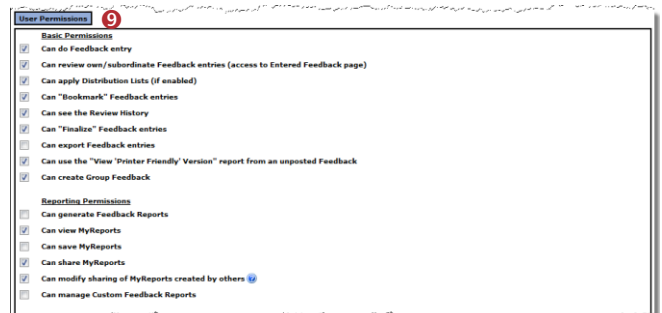 User Permissions 9
Basic Permissions
Can do Feedback entry
Can review own/subordinate Feedback entries (access to Entered Feedback page)
Can apply Distribution Lists (if enabled)
Can "Bookmark" Feedback entries
Can see the Review History
Can "Finalize" Feedback entries
Can export Feedback entries
Can use the "View 'Printer Friendly' Version" report from an unposted Feedback
Can create Group Feedback
Reporting Permissions
Can generate Feedback Reports
Can view MyReports
Can save MyReports
Can share MyReports
Can modify sharing of MyReports created by others
Can manage Custom Feedback Reports